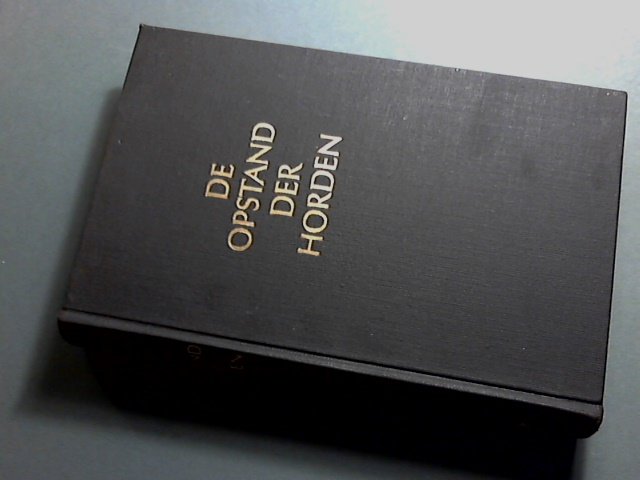 DE
OPSTAND
DER
HORDEN